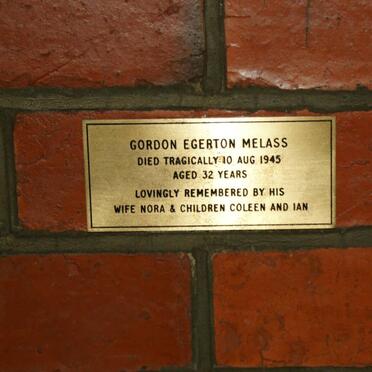 GORDON EGERTON MELASS
DIED TRAGICALLY 10 AUG 1945
AGED 32 YEARS
LOVINGLY REMEMBERED BY HIS
WIFE NORA & CHILDREN COLEEN AND IAN